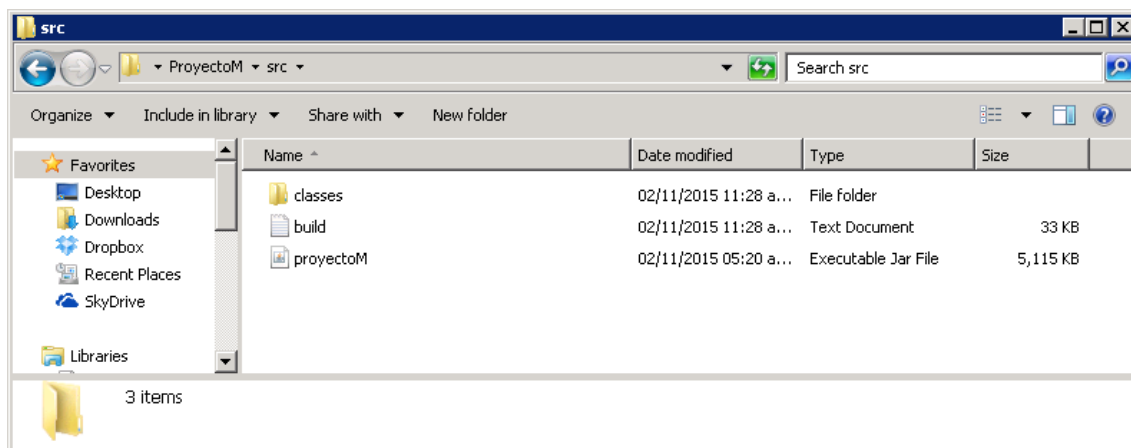 src
ProyectoM src
Search src
Organize Include in library Share with New folder
Name Date modified Type Size
Favorites
Desktop
Downloads
Dropbox
Recent Places
SkyDrive
Libraries
classes 02/11/2015 11:28 a... File folder
build 02/11/2015 11:28 a... Text Document 33 KB
proyectoM 02/11/2015 05:20 a... Executable Jar File 5,115 KB
3 items